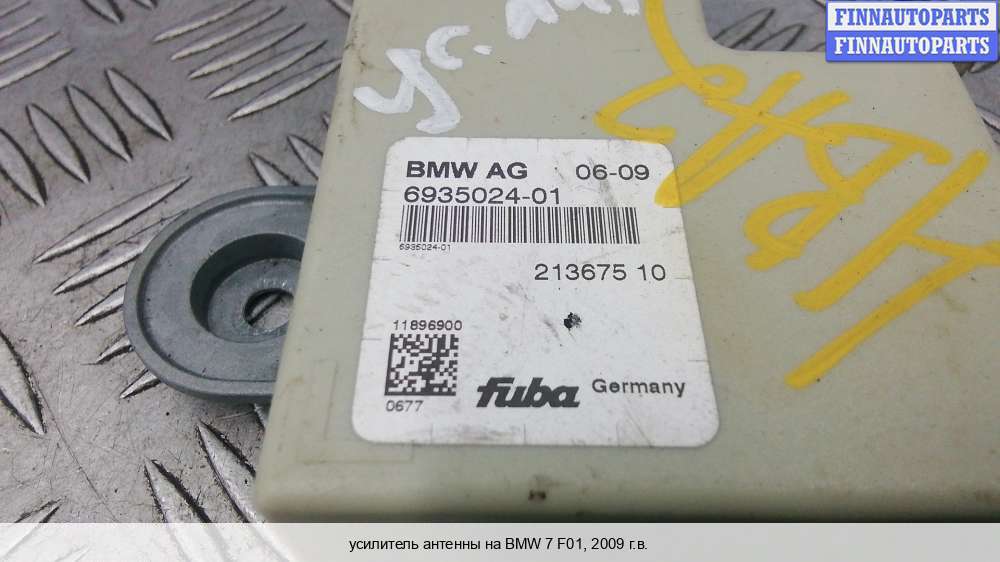 FINNAUTOPARTS
FINNAUTOPARTS
ус.
BMW AG 06-09
6935024-01
6935024-01
213675 10
11896900
0677
fuba Germany
усилитель антенны на BMW 7 F01, 2009 г.в.